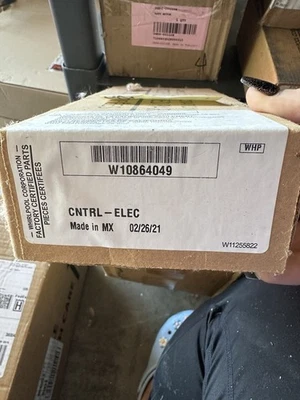 WHIRLPOOL CORPORATION
FACTORY CERTIFIED PARTS
PIECES CERTIFIEES
WHP
W10864049
CNTRL-ELEC
Made in MX 02/26/21
W11255822